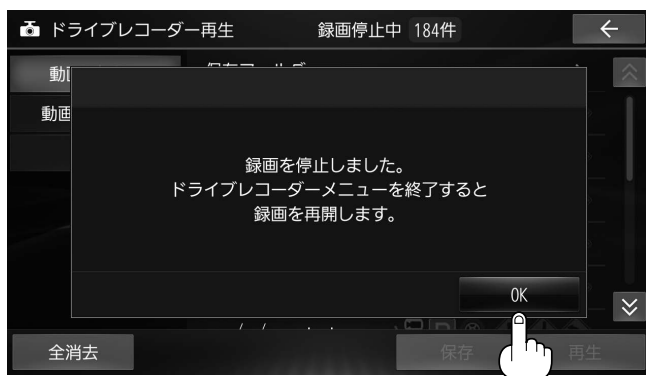 ドライブレコーダー再生
録画停止中 184件
動画
録画を停止しました。
ドライブレコーダーメニューを終了すると
録画を再開します。
OK
全消去
保存
再生